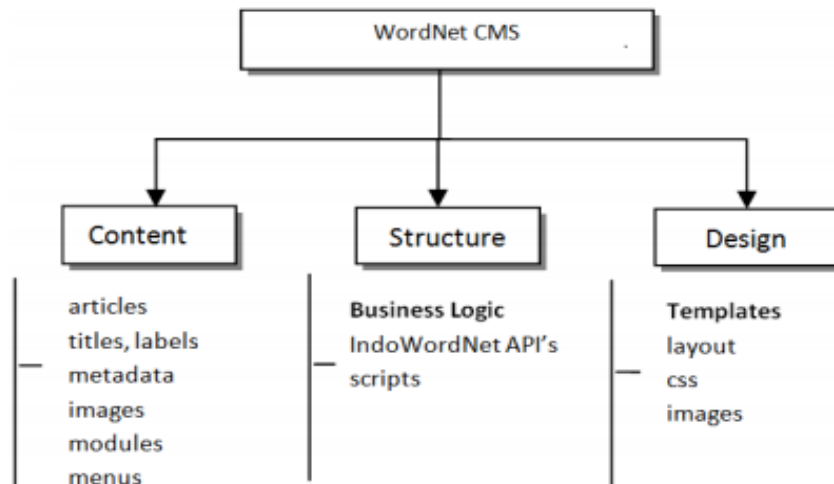 WordNet CMS
Content
articles
titles, labels
metadata
images
modules
menus
Structure
Business Logic
IndoWordNet API's
scripts
Design
Templates
layout
css
images